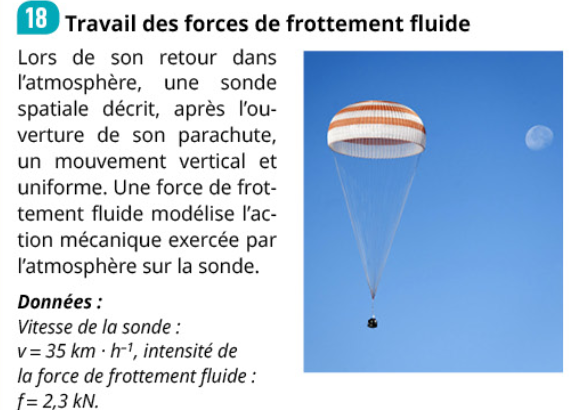 18 Travail des forces de frottement fluide
Lors de son retour dans
l'atmosphère, une sonde
spatiale décrit, après l'ou-
verture de son parachute,
un mouvement vertical et
uniforme. Une force de frot-
tement fluide modélise l'ac-
tion mécanique exercée par
l'atmosphère sur la sonde.
Données :
Vitesse de la sonde :
v = 35 km · h⁻¹, intensité de
la force de frottement fluide :
f = 2,3 kN.